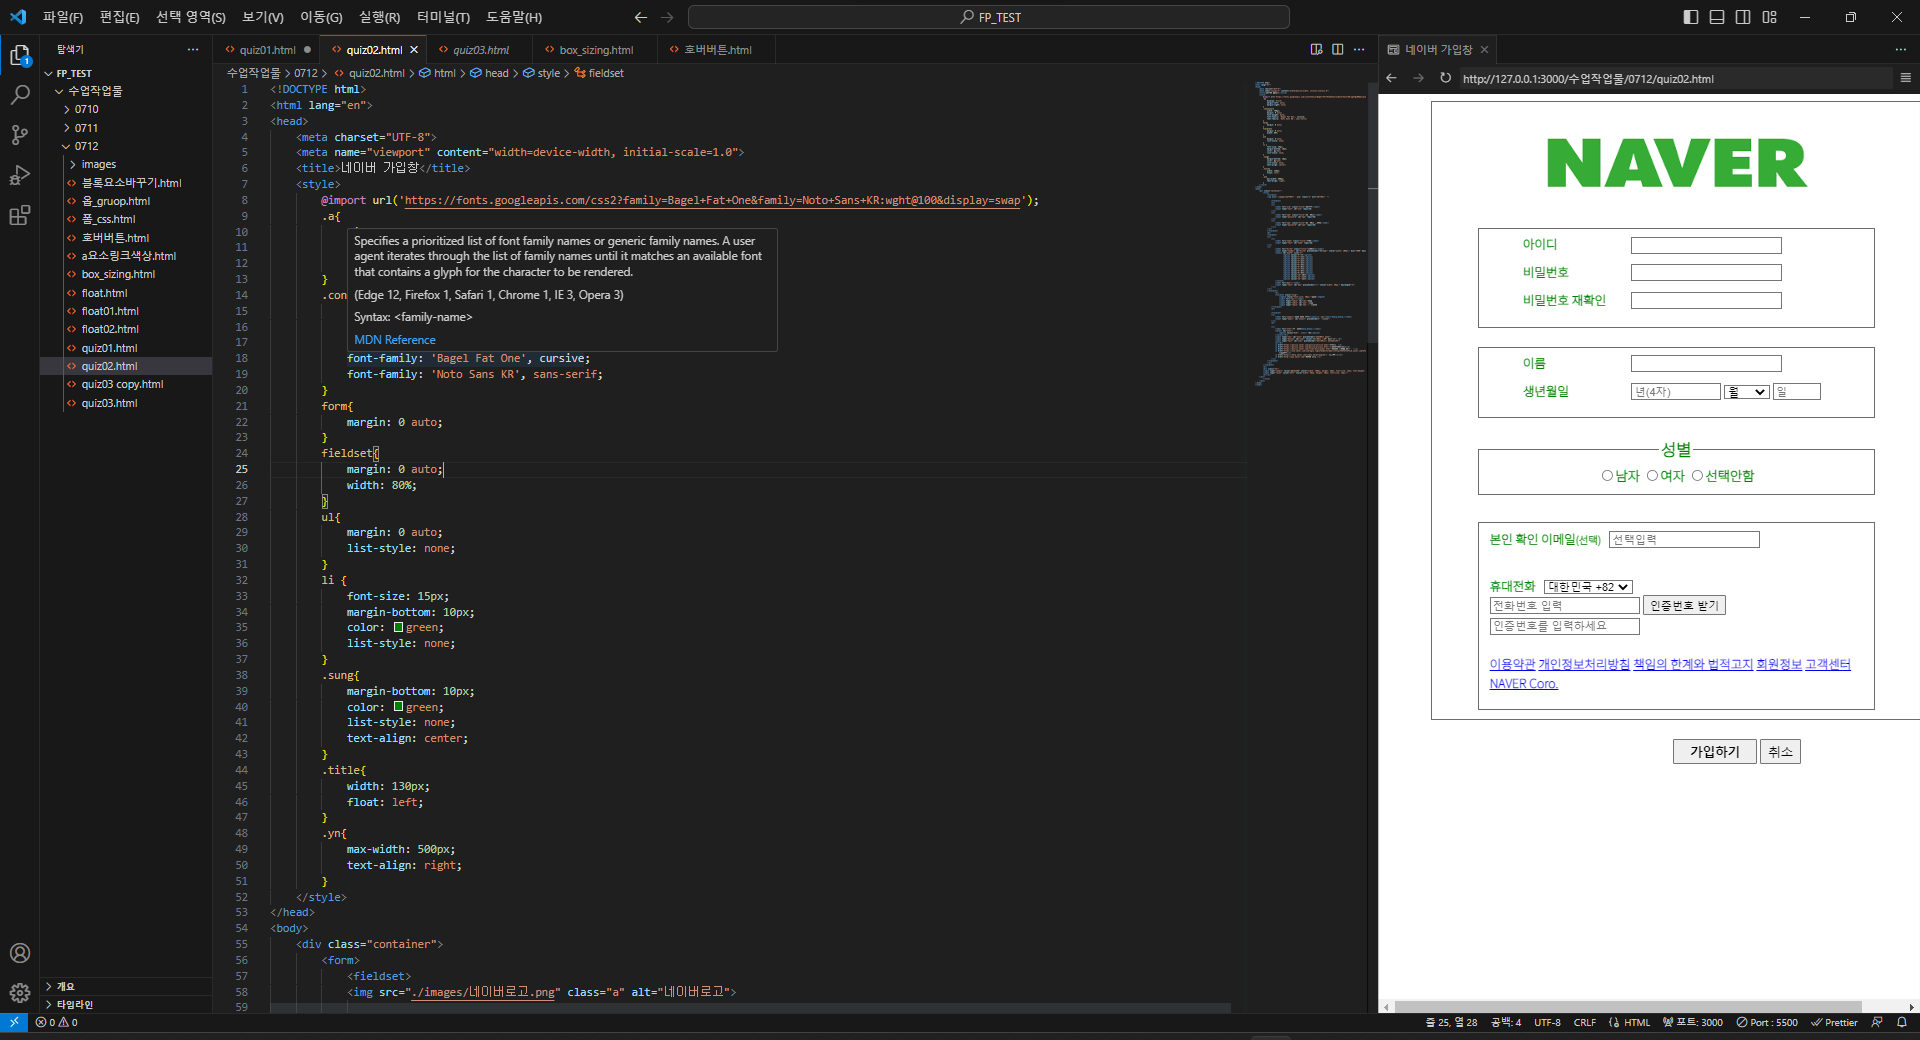 파일(F) 편집(E) 선택 영역(S) 보기(V) 이동(G) 실행(R) 터미널(T) 도움말(H)
FP_TEST
탐색기
FP_TEST
수업작업물
0710
0711
0712
images
블록요소바꾸기.html
옵_gruop.html
폼_css.html
호버버튼.html
a요소링크색상.html
box_sizing.html
float.html
float01.html
float02.html
quiz01.html
quiz02.html
quiz03 copy.html
quiz03.html
개요
타임라인
quiz01.html
quiz02.html
quiz03.html
box_sizing.html
호버버튼.html
수업작업물 > 0712 > quiz02.html > html > head > style > fieldset
1 <!DOCTYPE html>
2 <html lang="en">
3 <head>
4 <meta charset="UTF-8">
5 <meta name="viewport" content="width=device-width, initial-scale=1.0">
6 <title>네이버 가입창</title>
7 <style>
8 @import url('https://fonts.googleapis.com/css2?family=Bagel+Fat+One&family=Noto+Sans+KR:wght@100&display=swap');
9 .a{
10
11
12
13 }
14 .con
15
16
17
Specifies a prioritized list of font family names or generic family names. A user
agent iterates through the list of family names until it matches an available font
that contains a glyph for the character to be rendered.
(Edge 12, Firefox 1, Safari 1, Chrome 1, IE 3, Opera 3)
Syntax: <family-name>
MDN Reference
18 font-family: 'Bagel Fat One', cursive;
19 font-family: 'Noto Sans KR', sans-serif;
20 }
21 form{
22 margin: 0 auto;
23 }
24 fieldset{
25 margin: 0 auto;
26 width: 80%;
27 }
28 ul{
29 margin: 0 auto;
30 list-style: none;
31 }
32 li {
33 font-size: 15px;
34 margin-bottom: 10px;
35 color: green;
36 list-style: none;
37 }
38 .sung{
39 margin-bottom: 10px;
40 color: green;
41 list-style: none;
42 text-align: center;
43 }
44 .title{
45 width: 130px;
46 float: left;
47 }
48 .yn{
49 max-width: 500px;
50 text-align: right;
51 }
52 </style>
53 </head>
54 <body>
55 <div class="container">
56 <form>
57 <fieldset>
58 <img src="./images/네이버로고.png" class="a" alt="네이버로고">
59
네이버 가입창
http://127.0.0.1:3000/수업작업물/0712/quiz02.html
NAVER
아이디
비밀번호
비밀번호 재확인
이름
생년월일 년(4자) 월 일
성별
남자 여자 선택안함
본인 확인 이메일(선택) 선택입력
휴대전화 대한민국 +82
전화번호 입력 인증번호 받기
인증번호를 입력하세요
이용약관 개인정보처리방침 책임의 한계와 법적고지 회원정보 고객센터
NAVER Coro.
가입하기 취소
0 0
줄 25, 열 28 공백: 4 UTF-8 CRLF HTML 포트: 3000 Port : 5500 Prettier